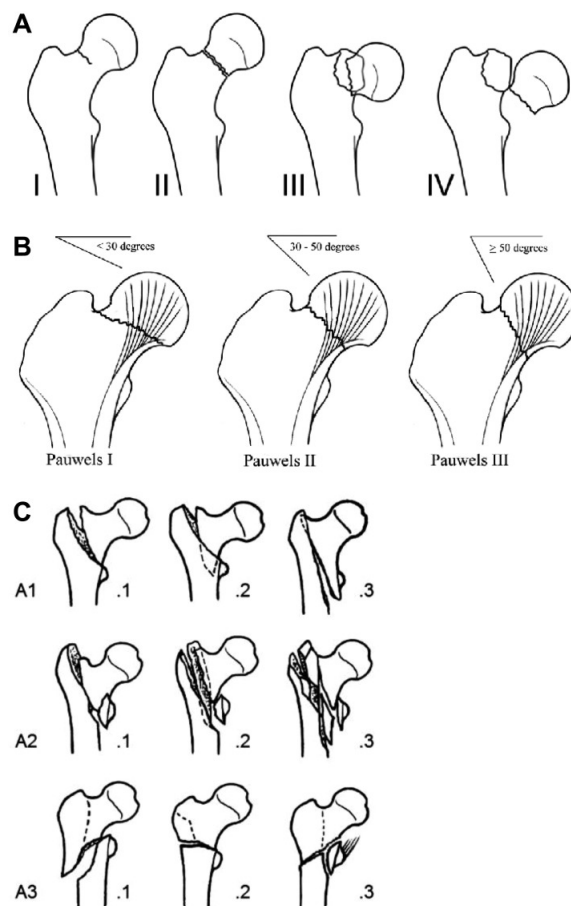 A
I II III IV
B
< 30 degrees 30 - 50 degrees ≥ 50 degrees
Pauwels I Pauwels II Pauwels III
C
A1 .1 .2 .3
A2 .1 .2 .3
A3 .1 .2 .3